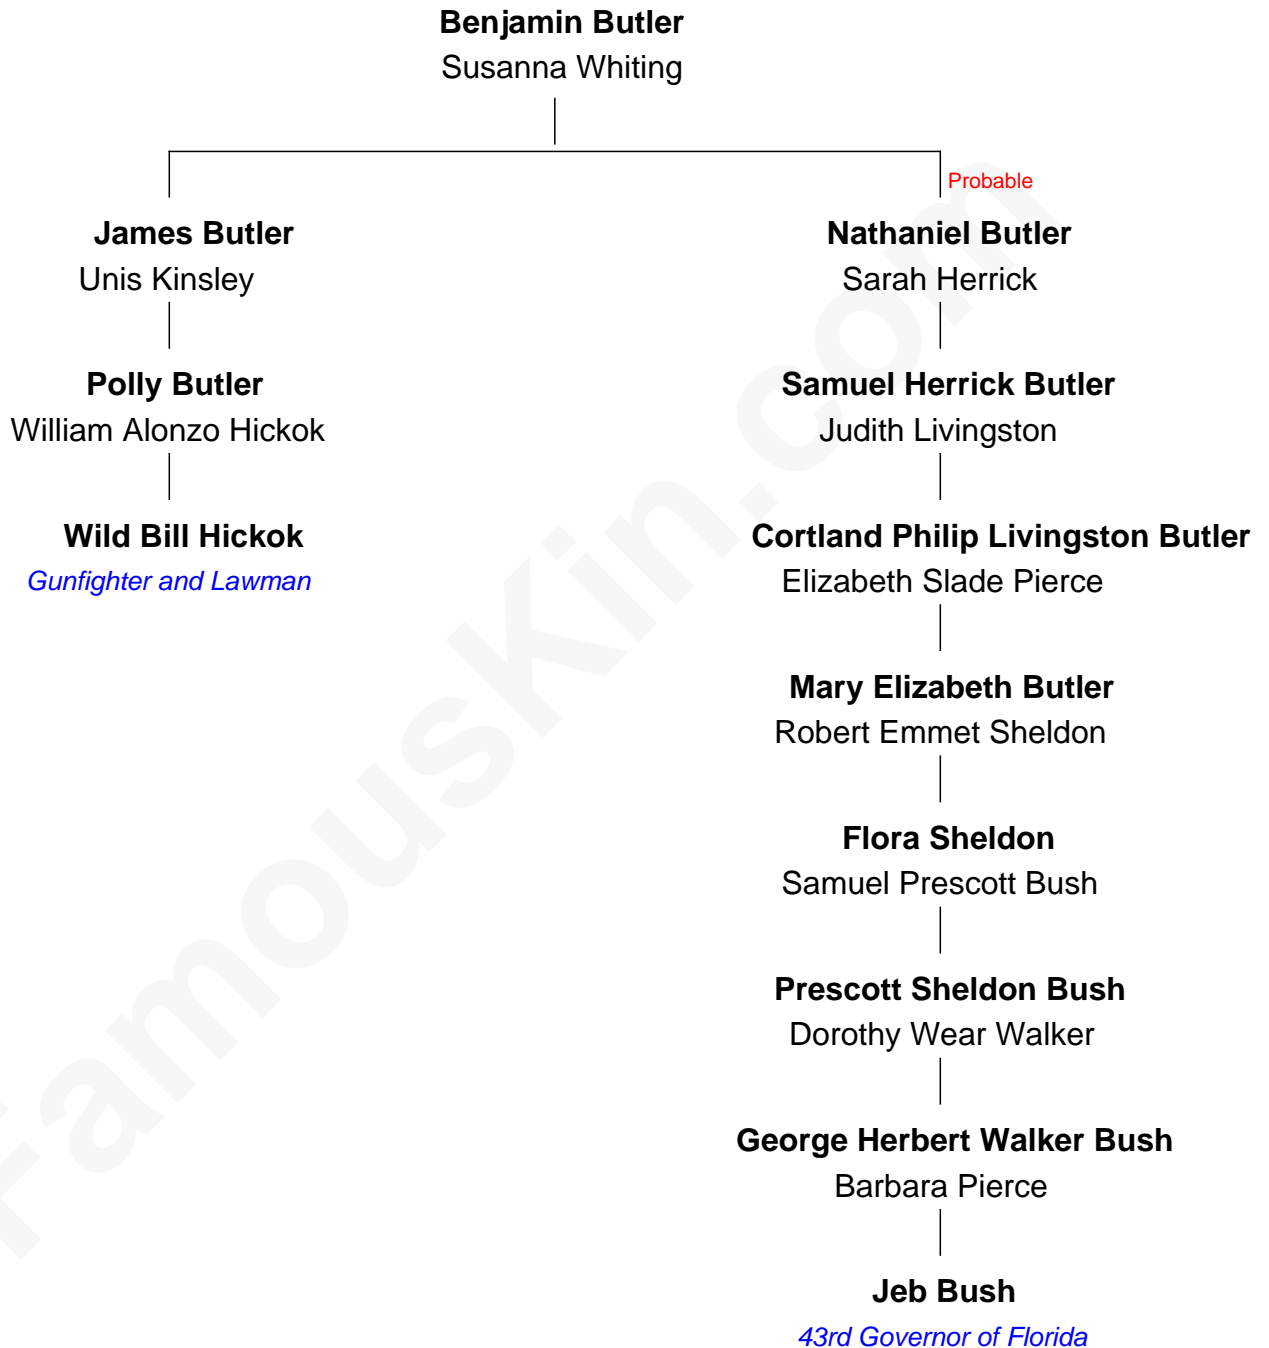 Benjamin Butler
Susanna Whiting
Probable
James Butler
Unis Kinsley
Nathaniel Butler
Sarah Herrick
Polly Butler
William Alonzo Hickok
Samuel Herrick Butler
Judith Livingston
Wild Bill Hickok
Gunfighter and Lawman
Cortland Philip Livingston Butler
Elizabeth Slade Pierce
Mary Elizabeth Butler
Robert Emmet Sheldon
Flora Sheldon
Samuel Prescott Bush
Prescott Sheldon Bush
Dorothy Wear Walker
George Herbert Walker Bush
Barbara Pierce
Jeb Bush
43rd Governor of Florida
FamousKin.com